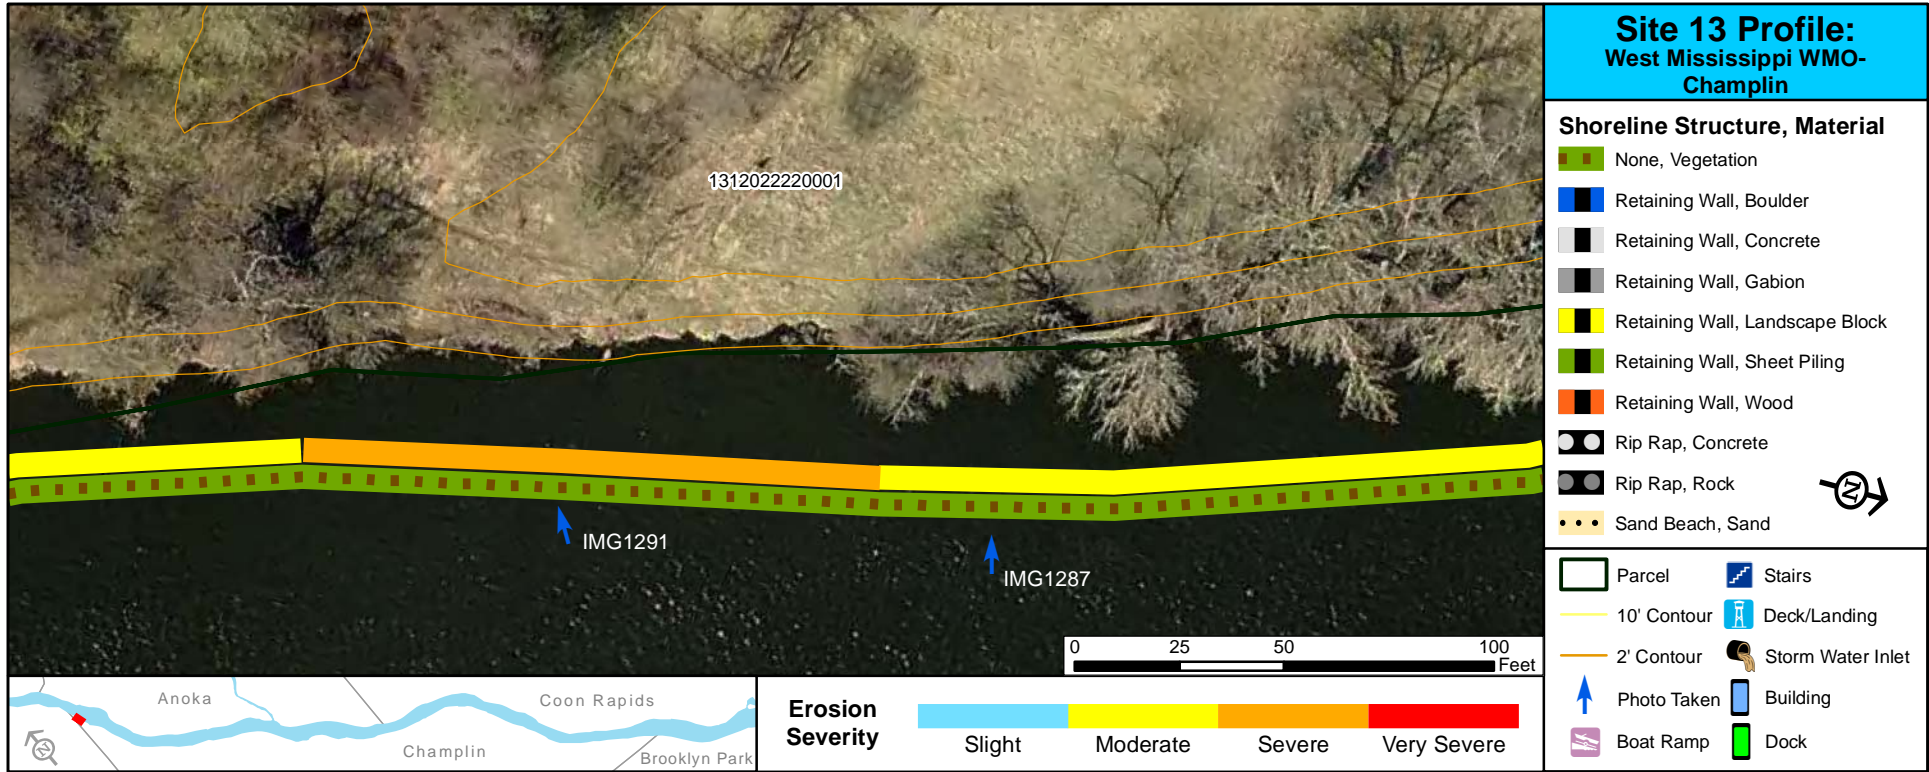 Site 13 Profile:
West Mississippi WMO-
Champlin
Shoreline Structure, Material
None, Vegetation
Retaining Wall, Boulder
Retaining Wall, Concrete
Retaining Wall, Gabion
Retaining Wall, Landscape Block
Retaining Wall, Sheet Piling
Retaining Wall, Wood
Rip Rap, Concrete
Rip Rap, Rock
Sand Beach, Sand
N
Parcel
Stairs
10' Contour
Deck/Landing
2' Contour
Storm Water Inlet
Photo Taken
Building
Boat Ramp
Dock
1312022220001
IMG1291
IMG1287
0 25 50 100
Feet
Anoka
Coon Rapids
Champlin
Brooklyn Park
N
Erosion
Severity
Slight
Moderate
Severe
Very Severe